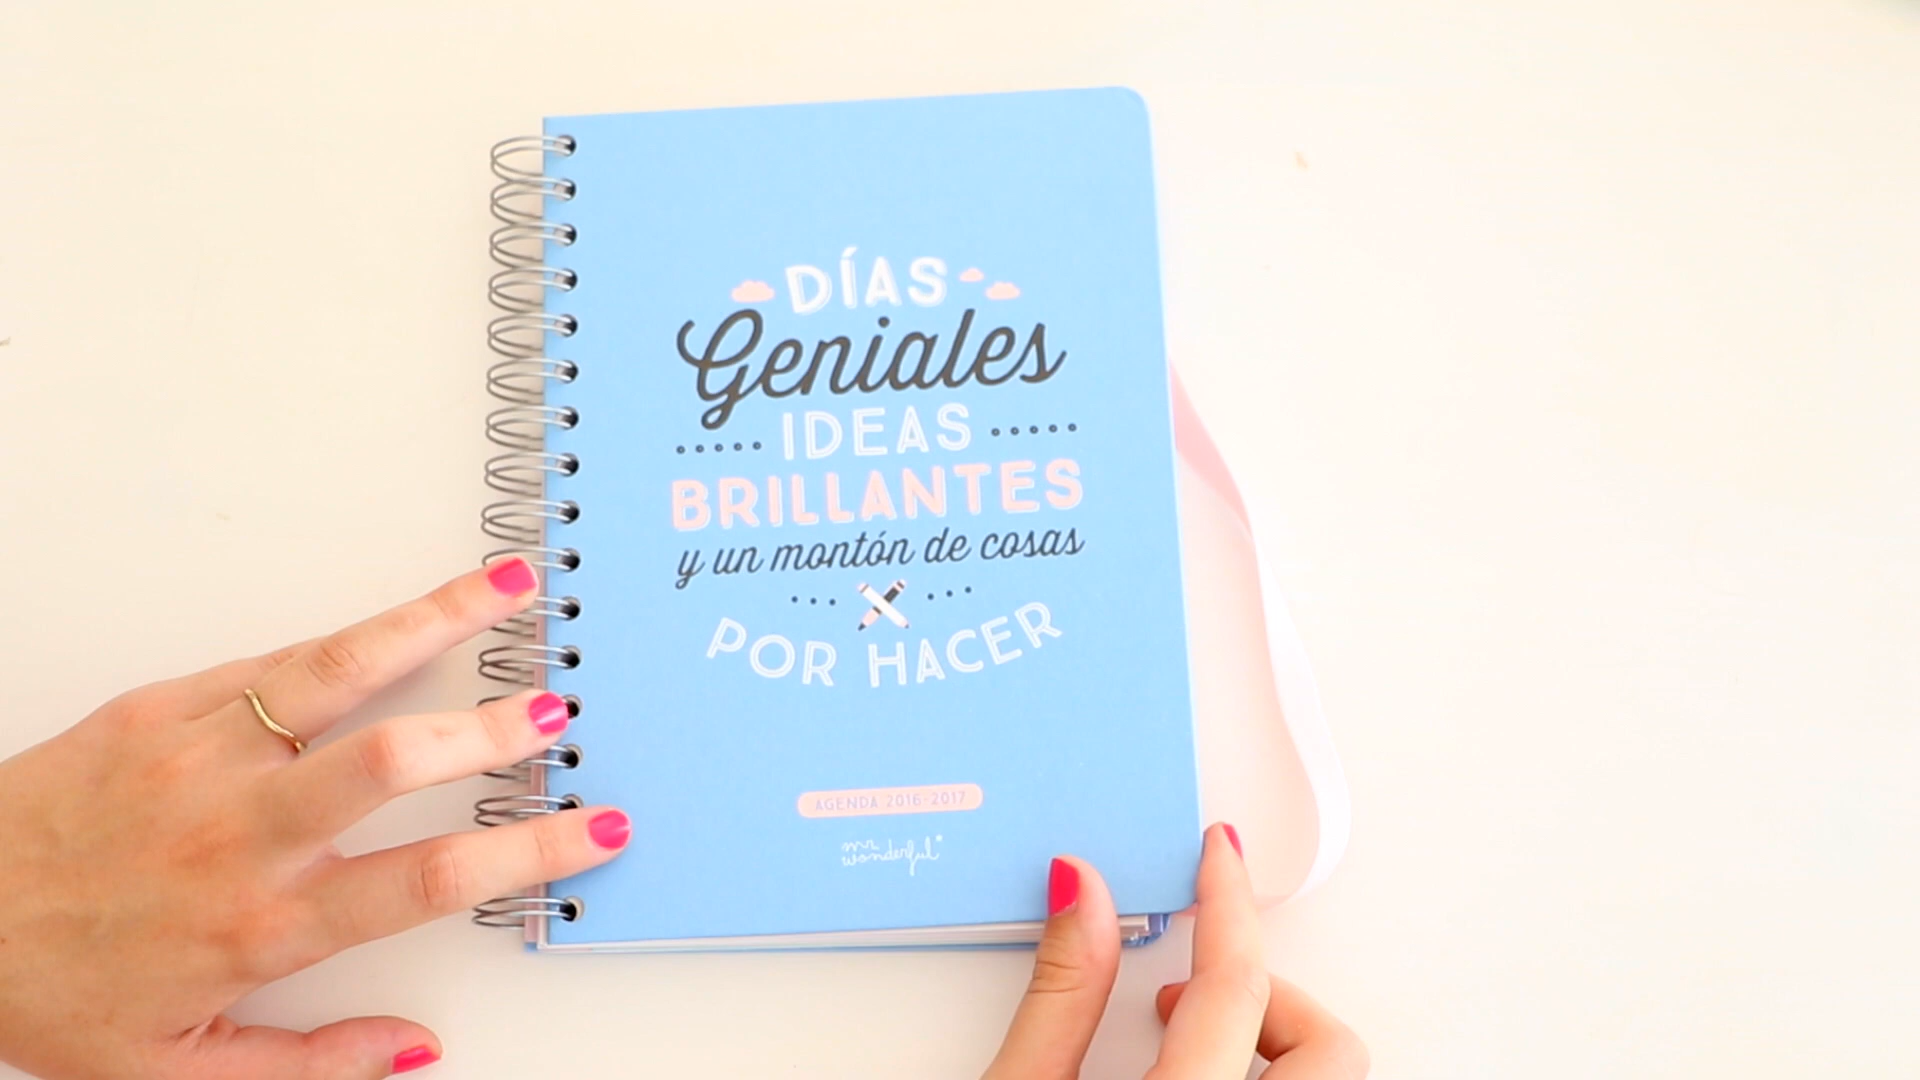 DÍAS
Geniales
IDEAS
BRILLANTES
y un montón de cosas
POR HACER
AGENDA 2016-2017
mr.
wonderful*